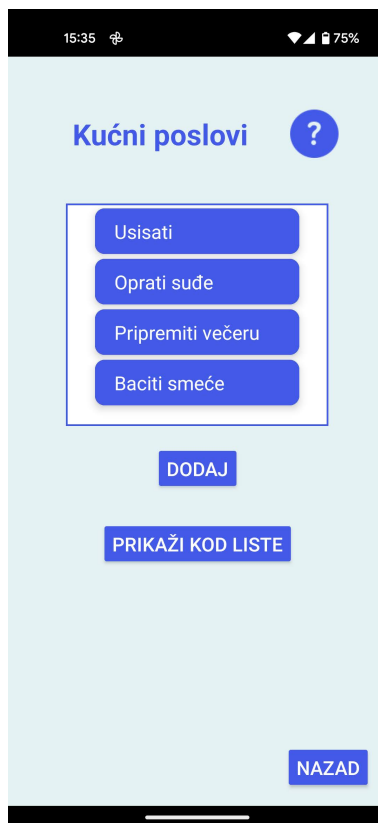 15:35
75%
Kućni poslovi
?
Usisati
Oprati suđe
Pripremiti večeru
Baciti smeće
DODAJ
PRIKAŽI KOD LISTE
NAZAD